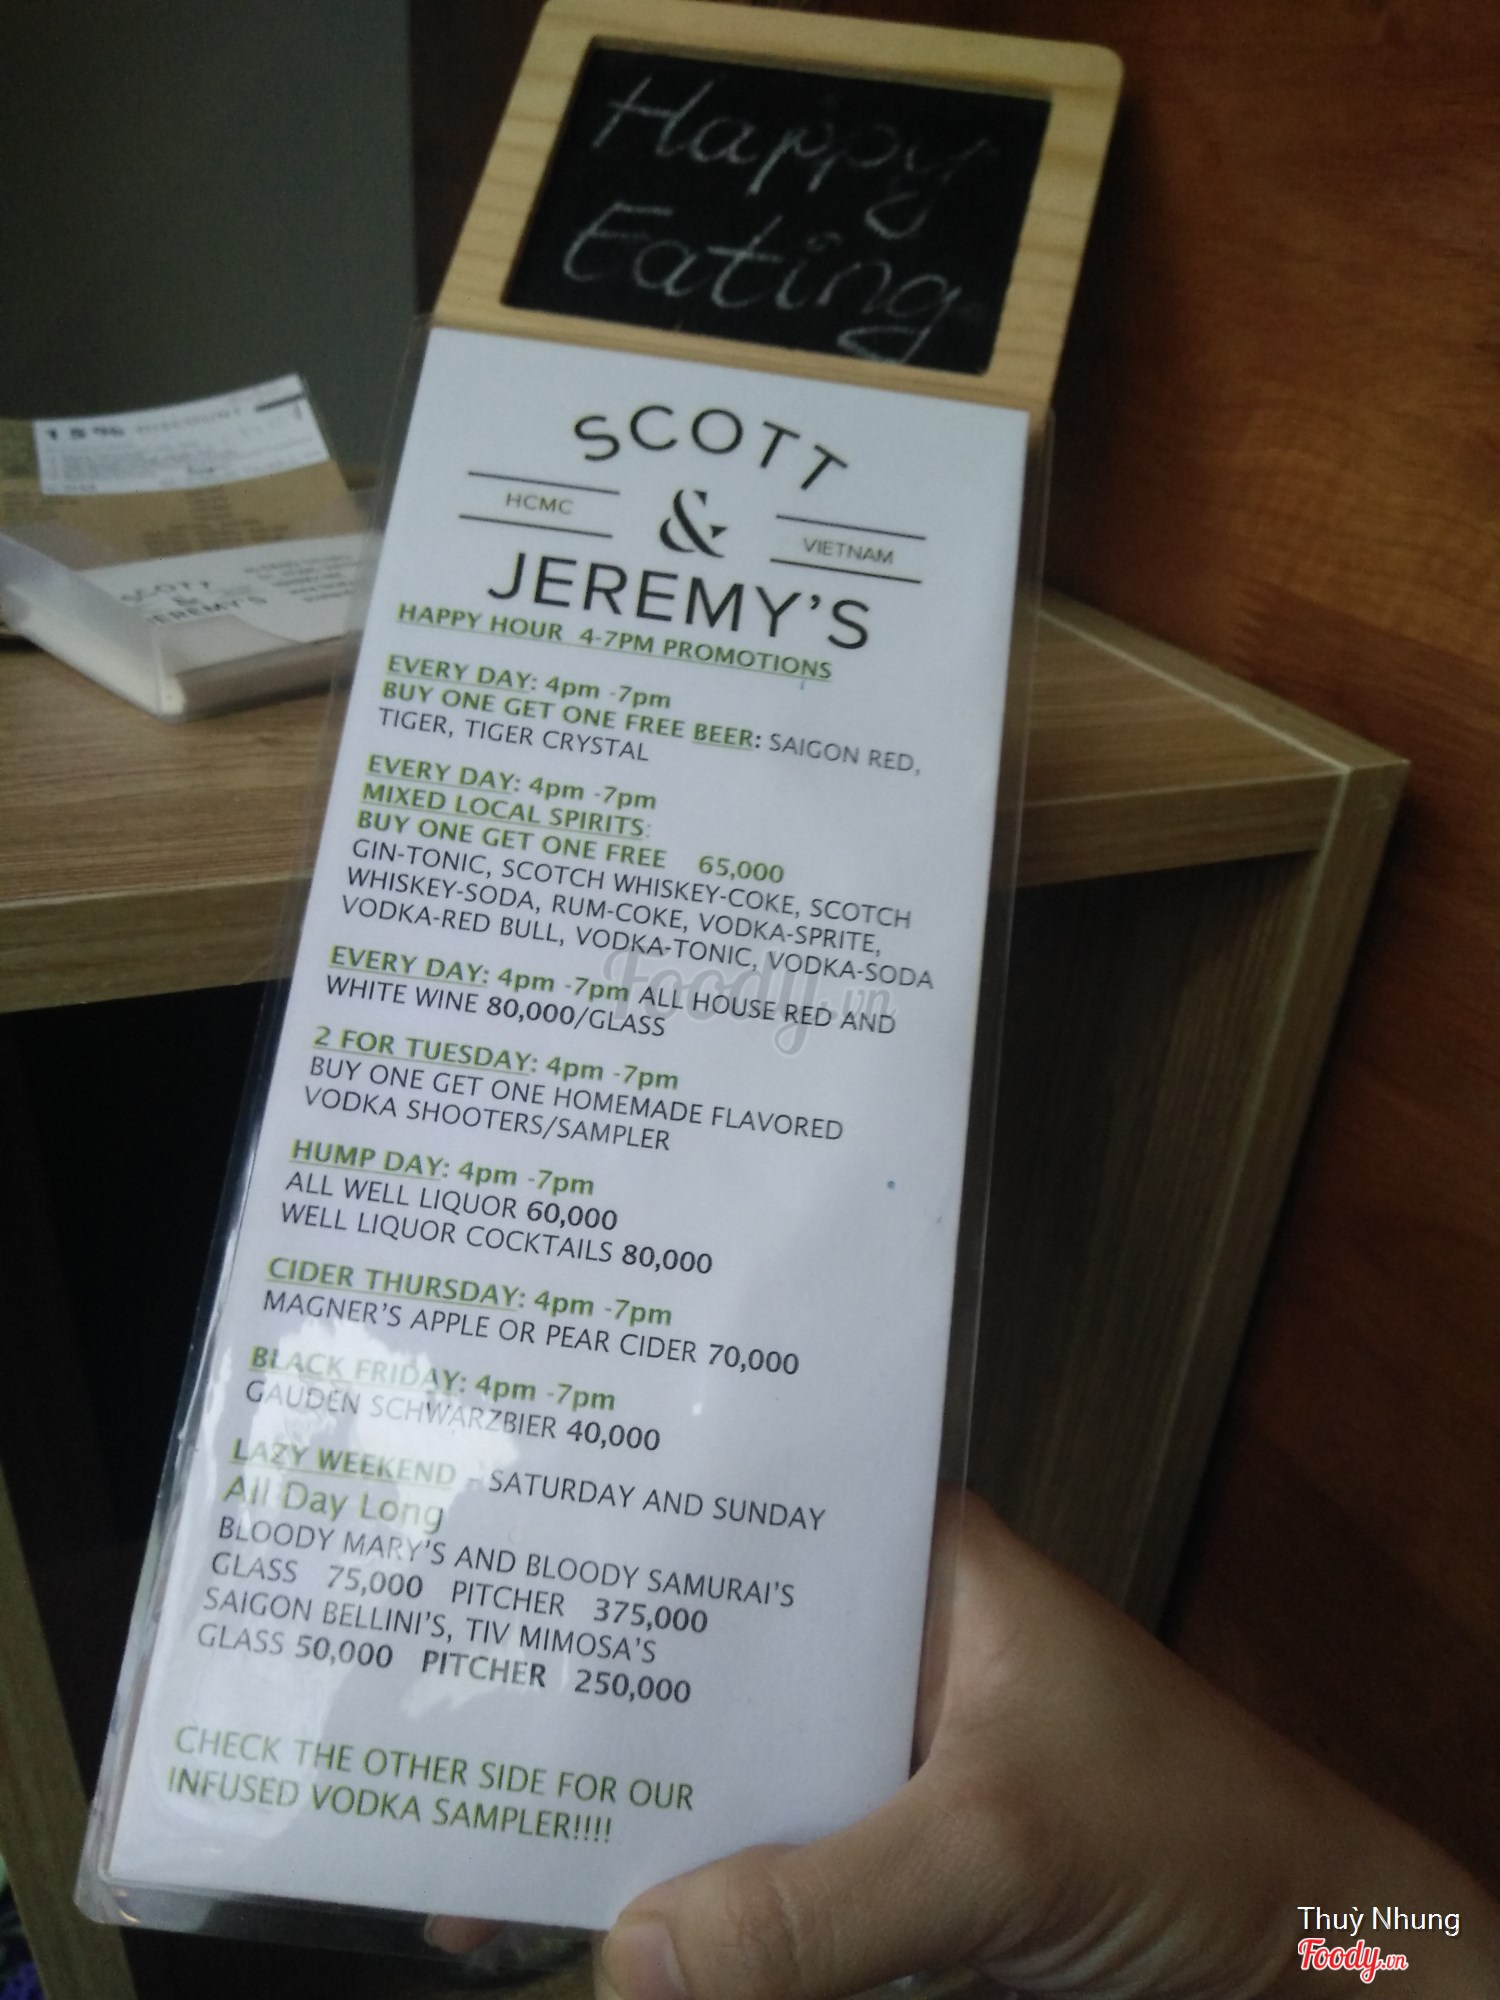 Happy
Eating
SCOTT
HCMC & VIETNAM
JEREMY'S
HAPPY HOUR 4-7PM PROMOTIONS
EVERY DAY: 4pm -7pm
BUY ONE GET ONE FREE BEER: SAIGON RED,
TIGER, TIGER CRYSTAL
EVERY DAY: 4pm -7pm
MIXED LOCAL SPIRITS:
BUY ONE GET ONE FREE 65,000
GIN-TONIC, SCOTCH WHISKEY-COKE, SCOTCH
WHISKEY-SODA, RUM-COKE, VODKA-SPRITE,
VODKA-RED BULL, VODKA-TONIC, VODKA-SODA
EVERY DAY: 4pm -7pm ALL HOUSE RED AND
WHITE WINE 80,000/GLASS
2 FOR TUESDAY: 4pm -7pm
BUY ONE GET ONE HOMEMADE FLAVORED
VODKA SHOOTERS/SAMPLER
HUMP DAY: 4pm -7pm
ALL WELL LIQUOR 60,000
WELL LIQUOR COCKTAILS 80,000
CIDER THURSDAY: 4pm -7pm
MAGNER'S APPLE OR PEAR CIDER 70,000
BLACK FRIDAY: 4pm -7pm
GAUDEN SCHWARZBIER 40,000
LAZY WEEKEND - SATURDAY AND SUNDAY
All Day Long
BLOODY MARY'S AND BLOODY SAMURAI'S
GLASS 75,000 PITCHER 375,000
SAIGON BELLINI'S, TIV MIMOSA'S
GLASS 50,000 PITCHER 250,000
CHECK THE OTHER SIDE FOR OUR
INFUSED VODKA SAMPLER!!!!
15% DISCOUNT
SCOTT
&
JEREMY'S
Foody.vn
Thuỳ Nhung
Foody.vn